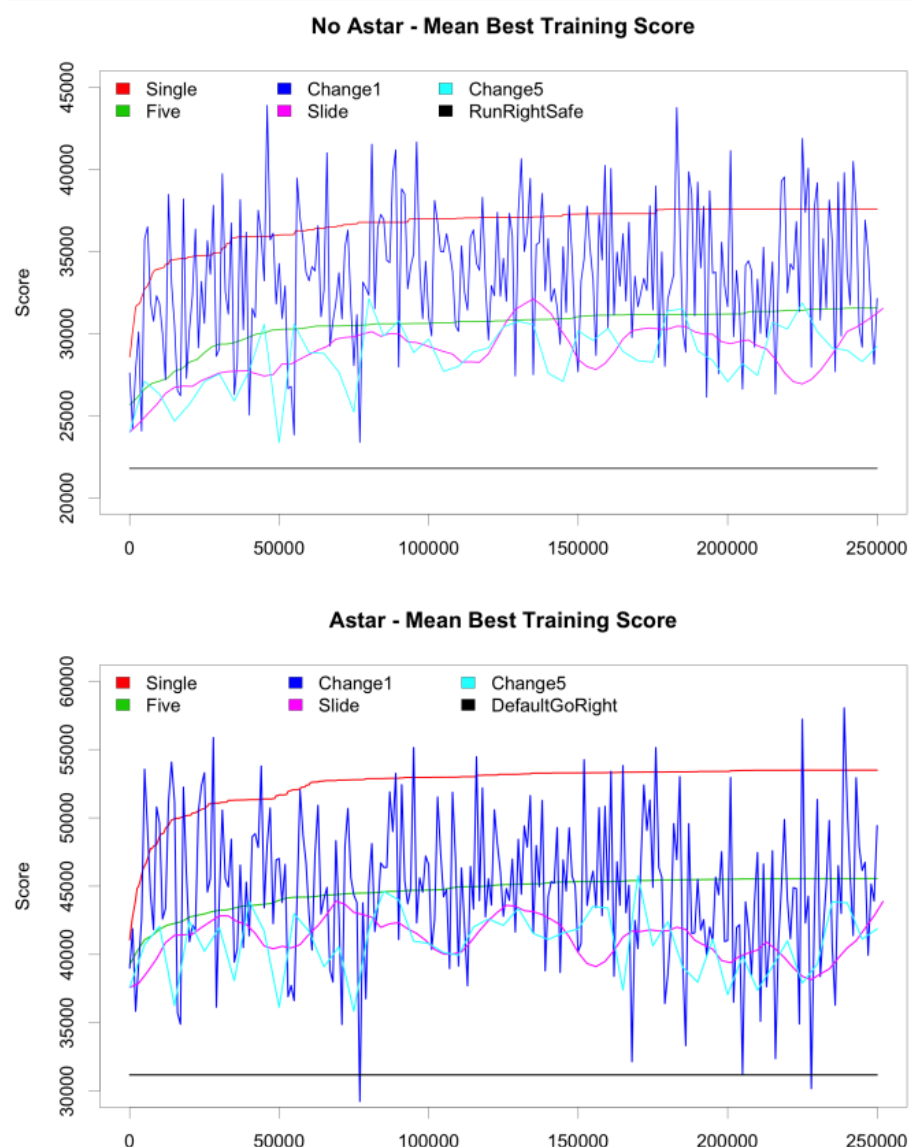 No Astar - Mean Best Training Score
Single Change1 Change5
Five Slide RunRightSafe
Score
45000
40000
35000
30000
25000
20000
0 50000 100000 150000 200000 250000
Astar - Mean Best Training Score
Single Change1 Change5
Five Slide DefaultGoRight
Score
60000
55000
50000
45000
40000
35000
30000
0 50000 100000 150000 200000 250000